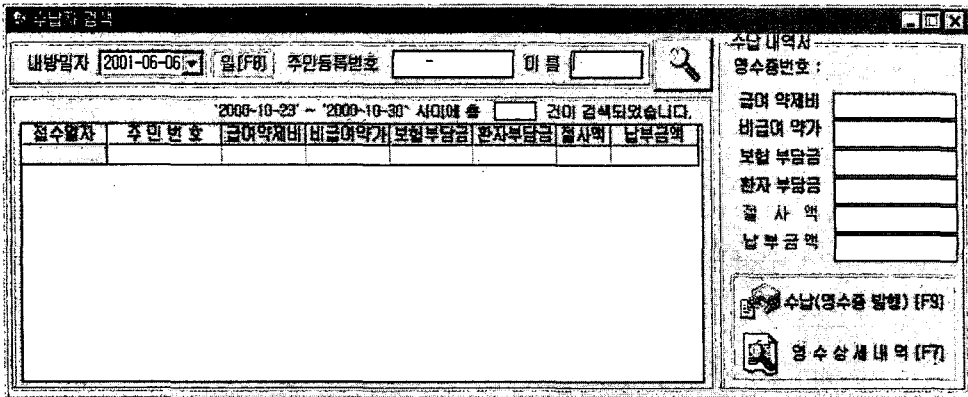 수납자 검색
내방일자 2001-06-06 일[F8] 주민등록번호 - 이 름
'2000-10-23' ~ '2000-10-30' 사이에 총 건이 검색되었습니다.
접수일자 주 민 번 호 급여약제비 비급여약가 보험부담금 환자부담금 절사액 납부금액
수납 내역서
영수증번호 :
급여 약제비
비급여 약가
보험 부담금
환자 부담금
절 사 액
납 부 금 액
수납(영수증 발행) [F9]
영 수 상 세 내 역 [F7]